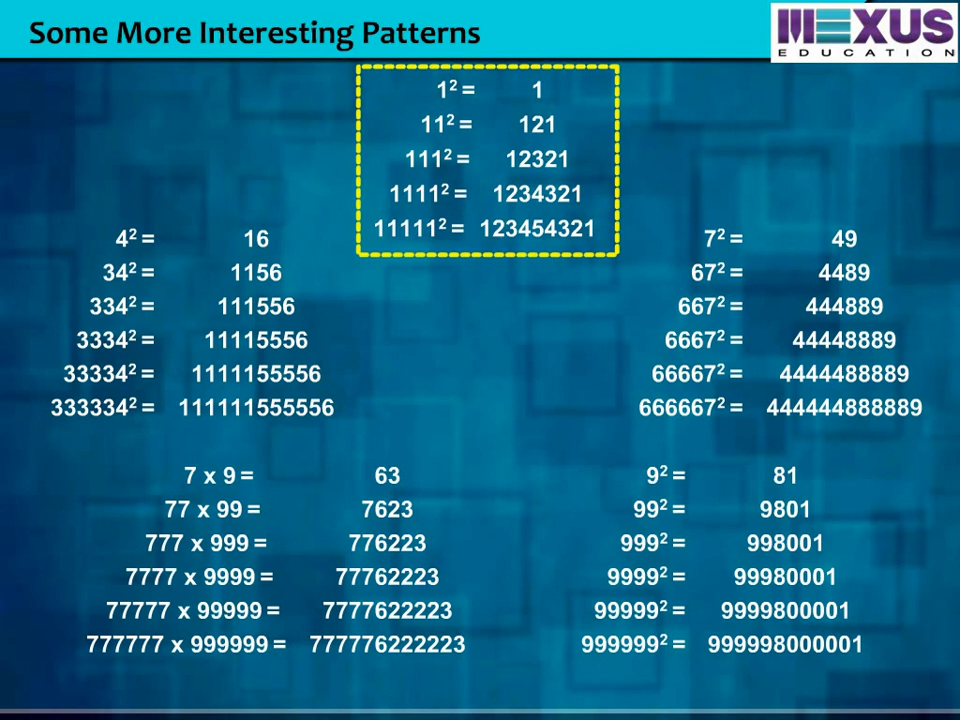 Some More Interesting Patterns
MEXUS
EDUCATION
1² = 1
11² = 121
111² = 12321
1111² = 1234321
11111² = 123454321
4² = 16
34² = 1156
334² = 111556
3334² = 11115556
33334² = 1111155556
333334² = 111111555556
7² = 49
67² = 4489
667² = 444889
6667² = 44448889
66667² = 4444488889
666667² = 444444888889
7 x 9 = 63
77 x 99 = 7623
777 x 999 = 776223
7777 x 9999 = 77762223
77777 x 99999 = 7777622223
777777 x 999999 = 777776222223
9² = 81
99² = 9801
999² = 998001
9999² = 99980001
99999² = 9999800001
999999² = 999998000001